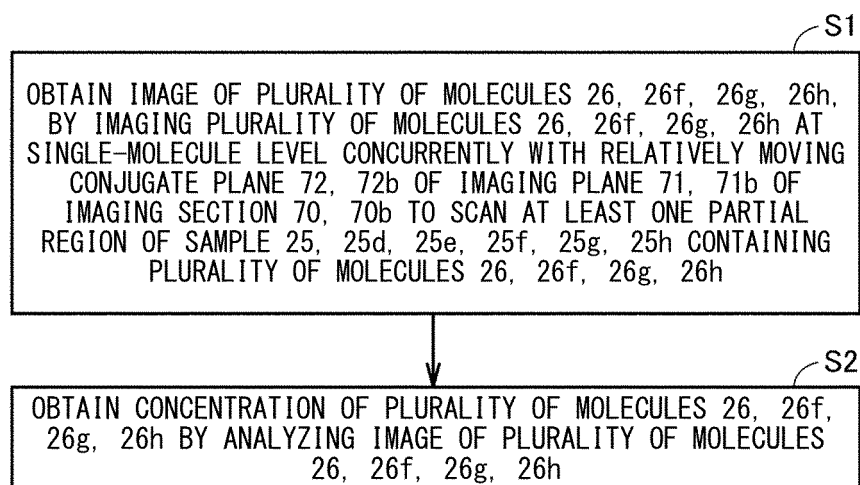 S1
OBTAIN IMAGE OF PLURALITY OF MOLECULES 26, 26f, 26g, 26h,
BY IMAGING PLURALITY OF MOLECULES 26, 26f, 26g, 26h AT
SINGLE-MOLECULE LEVEL CONCURRENTLY WITH RELATIVELY MOVING
CONJUGATE PLANE 72, 72b OF IMAGING PLANE 71, 71b OF
IMAGING SECTION 70, 70b TO SCAN AT LEAST ONE PARTIAL
REGION OF SAMPLE 25, 25d, 25e, 25f, 25g, 25h CONTAINING
PLURALITY OF MOLECULES 26, 26f, 26g, 26h
S2
OBTAIN CONCENTRATION OF PLURALITY OF MOLECULES 26, 26f,
26g, 26h BY ANALYZING IMAGE OF PLURALITY OF MOLECULES
26, 26f, 26g, 26h